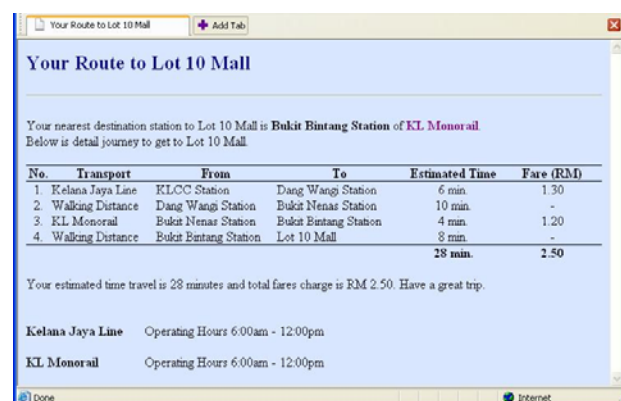 Your Route to Lot 10 Mall Add Tab
Your Route to Lot 10 Mall
Your nearest destination station to Lot 10 Mall is Bukit Bintang Station of KL Monorail
Below is detail journey to get to Lot 10 Mall.
No. Transport From To Estimated Time Fare (RM)
1. Kelana Jaya Line KLCC Station Dang Wangi Station 6 min. 1.30
2. Walking Distance Dang Wangi Station Bukit Nenas Station 10 min. -
3. KL Monorail Bukit Nenas Station Bukit Bintang Station 4 min. 1.20
4. Walking Distance Bukit Bintang Station Lot 10 Mall 8 min. -
28 min. 2.50
Your estimated time travel is 28 minutes and total fares charge is RM 2.50. Have a great trip.
Kelana Jaya Line Operating Hours 6:00am - 12:00pm
KL Monorail Operating Hours 6:00am - 12:00pm
Done Internet